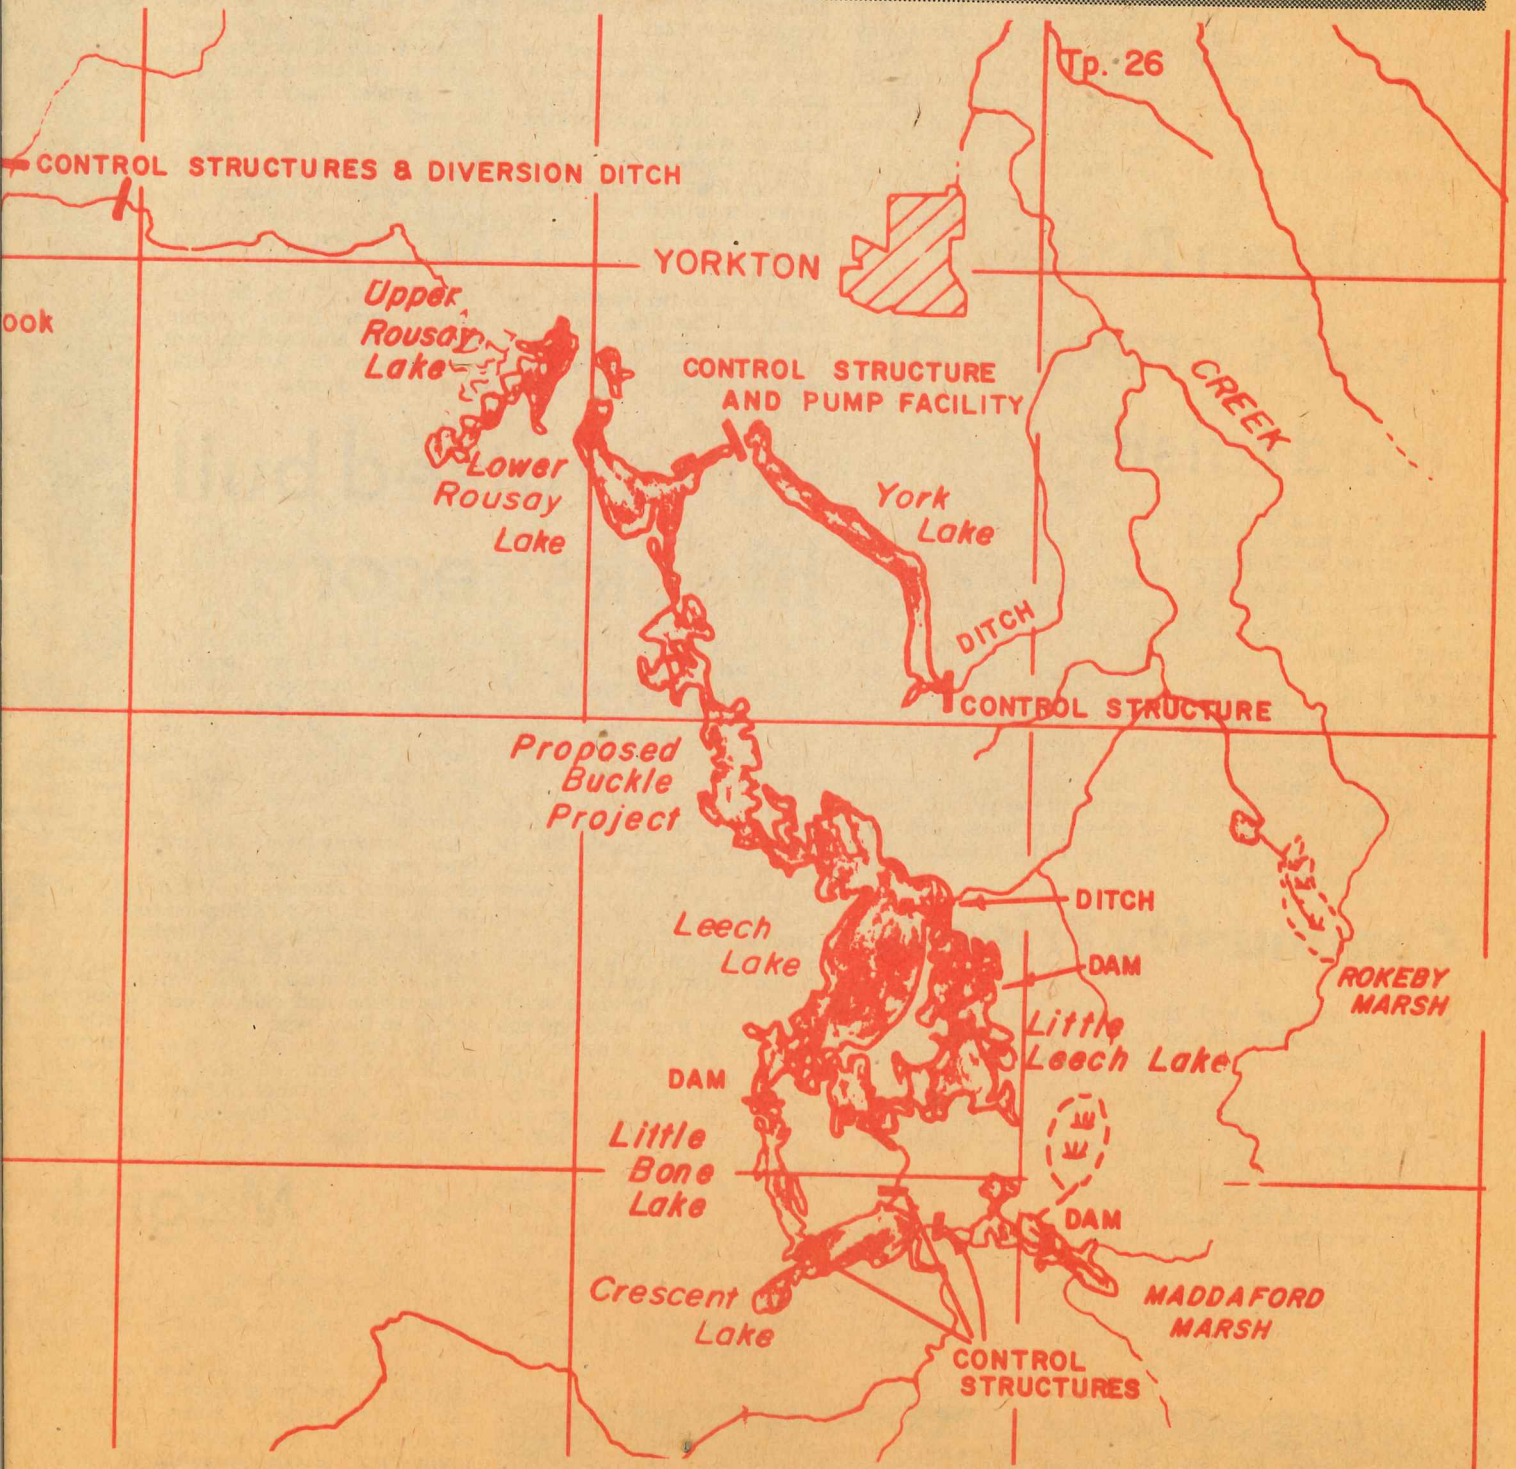 Tp. 26
CONTROL STRUCTURES & DIVERSION DITCH
YORKTON
Upper
Rousay
Lake
ook
CONTROL STRUCTURE
AND PUMP FACILITY
CREEK
Lower
Rousay
Lake
York
Lake
DITCH
CONTROL STRUCTURE
Proposed
Buckle
Project
DITCH
Leech
Lake
DAM
ROKEBY
MARSH
Little
Leech Lake
DAM
Little
Bone
Lake
DAM
Crescent
Lake
MADDAFORD
MARSH
CONTROL
STRUCTURES